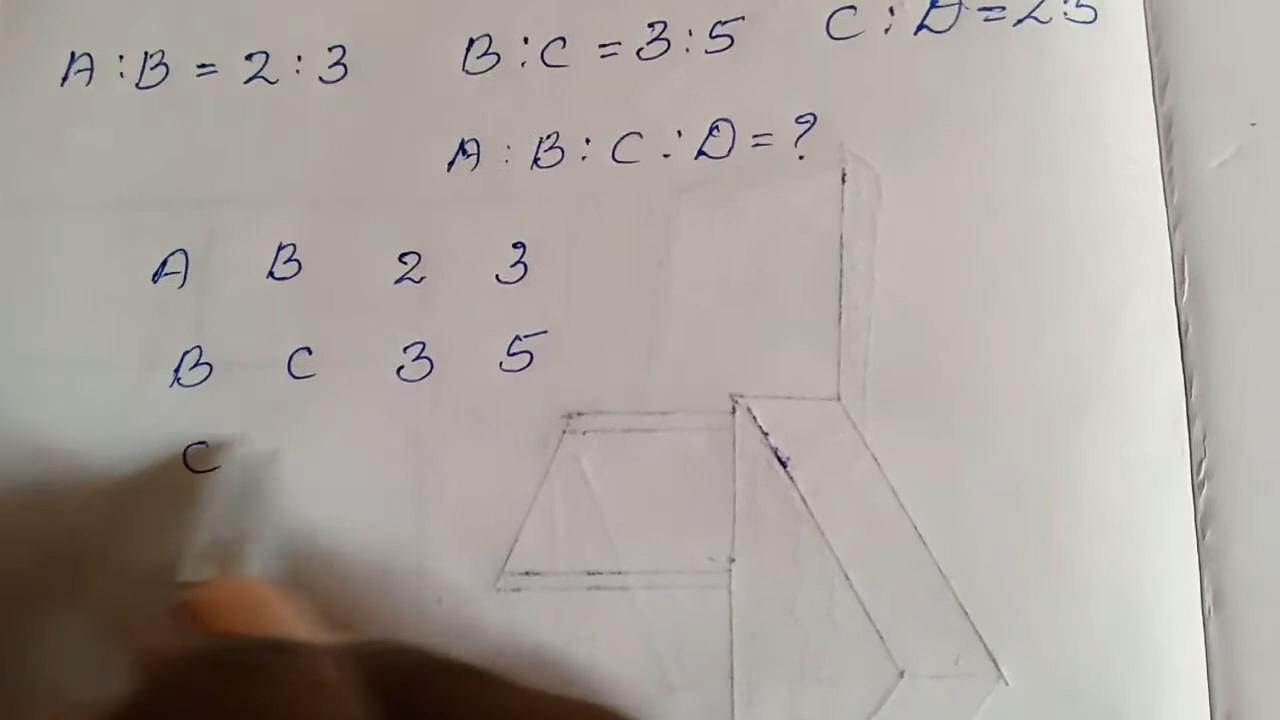 A:B = 2:3 B:C = 3:5 C:D = 2:5
A:B:C:D = ?
A B 2 3
B C 3 5
C